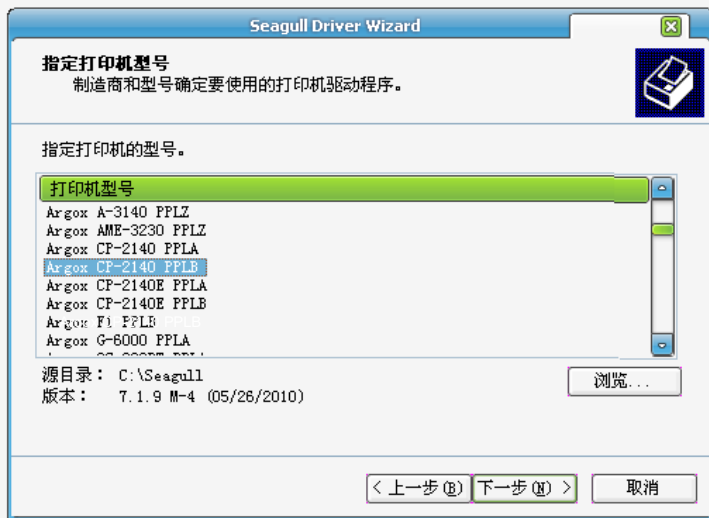 Seagull Driver Wizard
指定打印机型号
制造商和型号确定要使用的打印机驱动程序。
指定打印机的型号。
打印机型号
Argox A-3140 PPLZ
Argox AME-3230 PPLZ
Argox CP-2140 PPLA
Argox CP-2140 PPLB
Argox CP-2140E PPLA
Argox CP-2140E PPLB
Argox F1 PPLB
Argox G-6000 PPLA
源目录： C:\Seagull
浏览...
版本： 7.1.9 M-4 (05/26/2010)
< 上一步(B) 下一步(N) > 取消